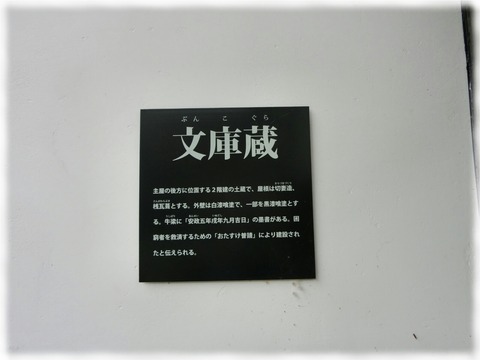 ぶん こ ぐら
文庫蔵
主屋の後方に位置する２階建の土蔵で、屋根は切妻造、
桟瓦葺とする。外壁は白漆喰塗で、一部を黒漆喰塗とす
る。牛梁に「安政五年戌年九月吉日」の墨書がある。困
窮者を救済するための「おたすけ普請」により建設され
たと伝えられる。